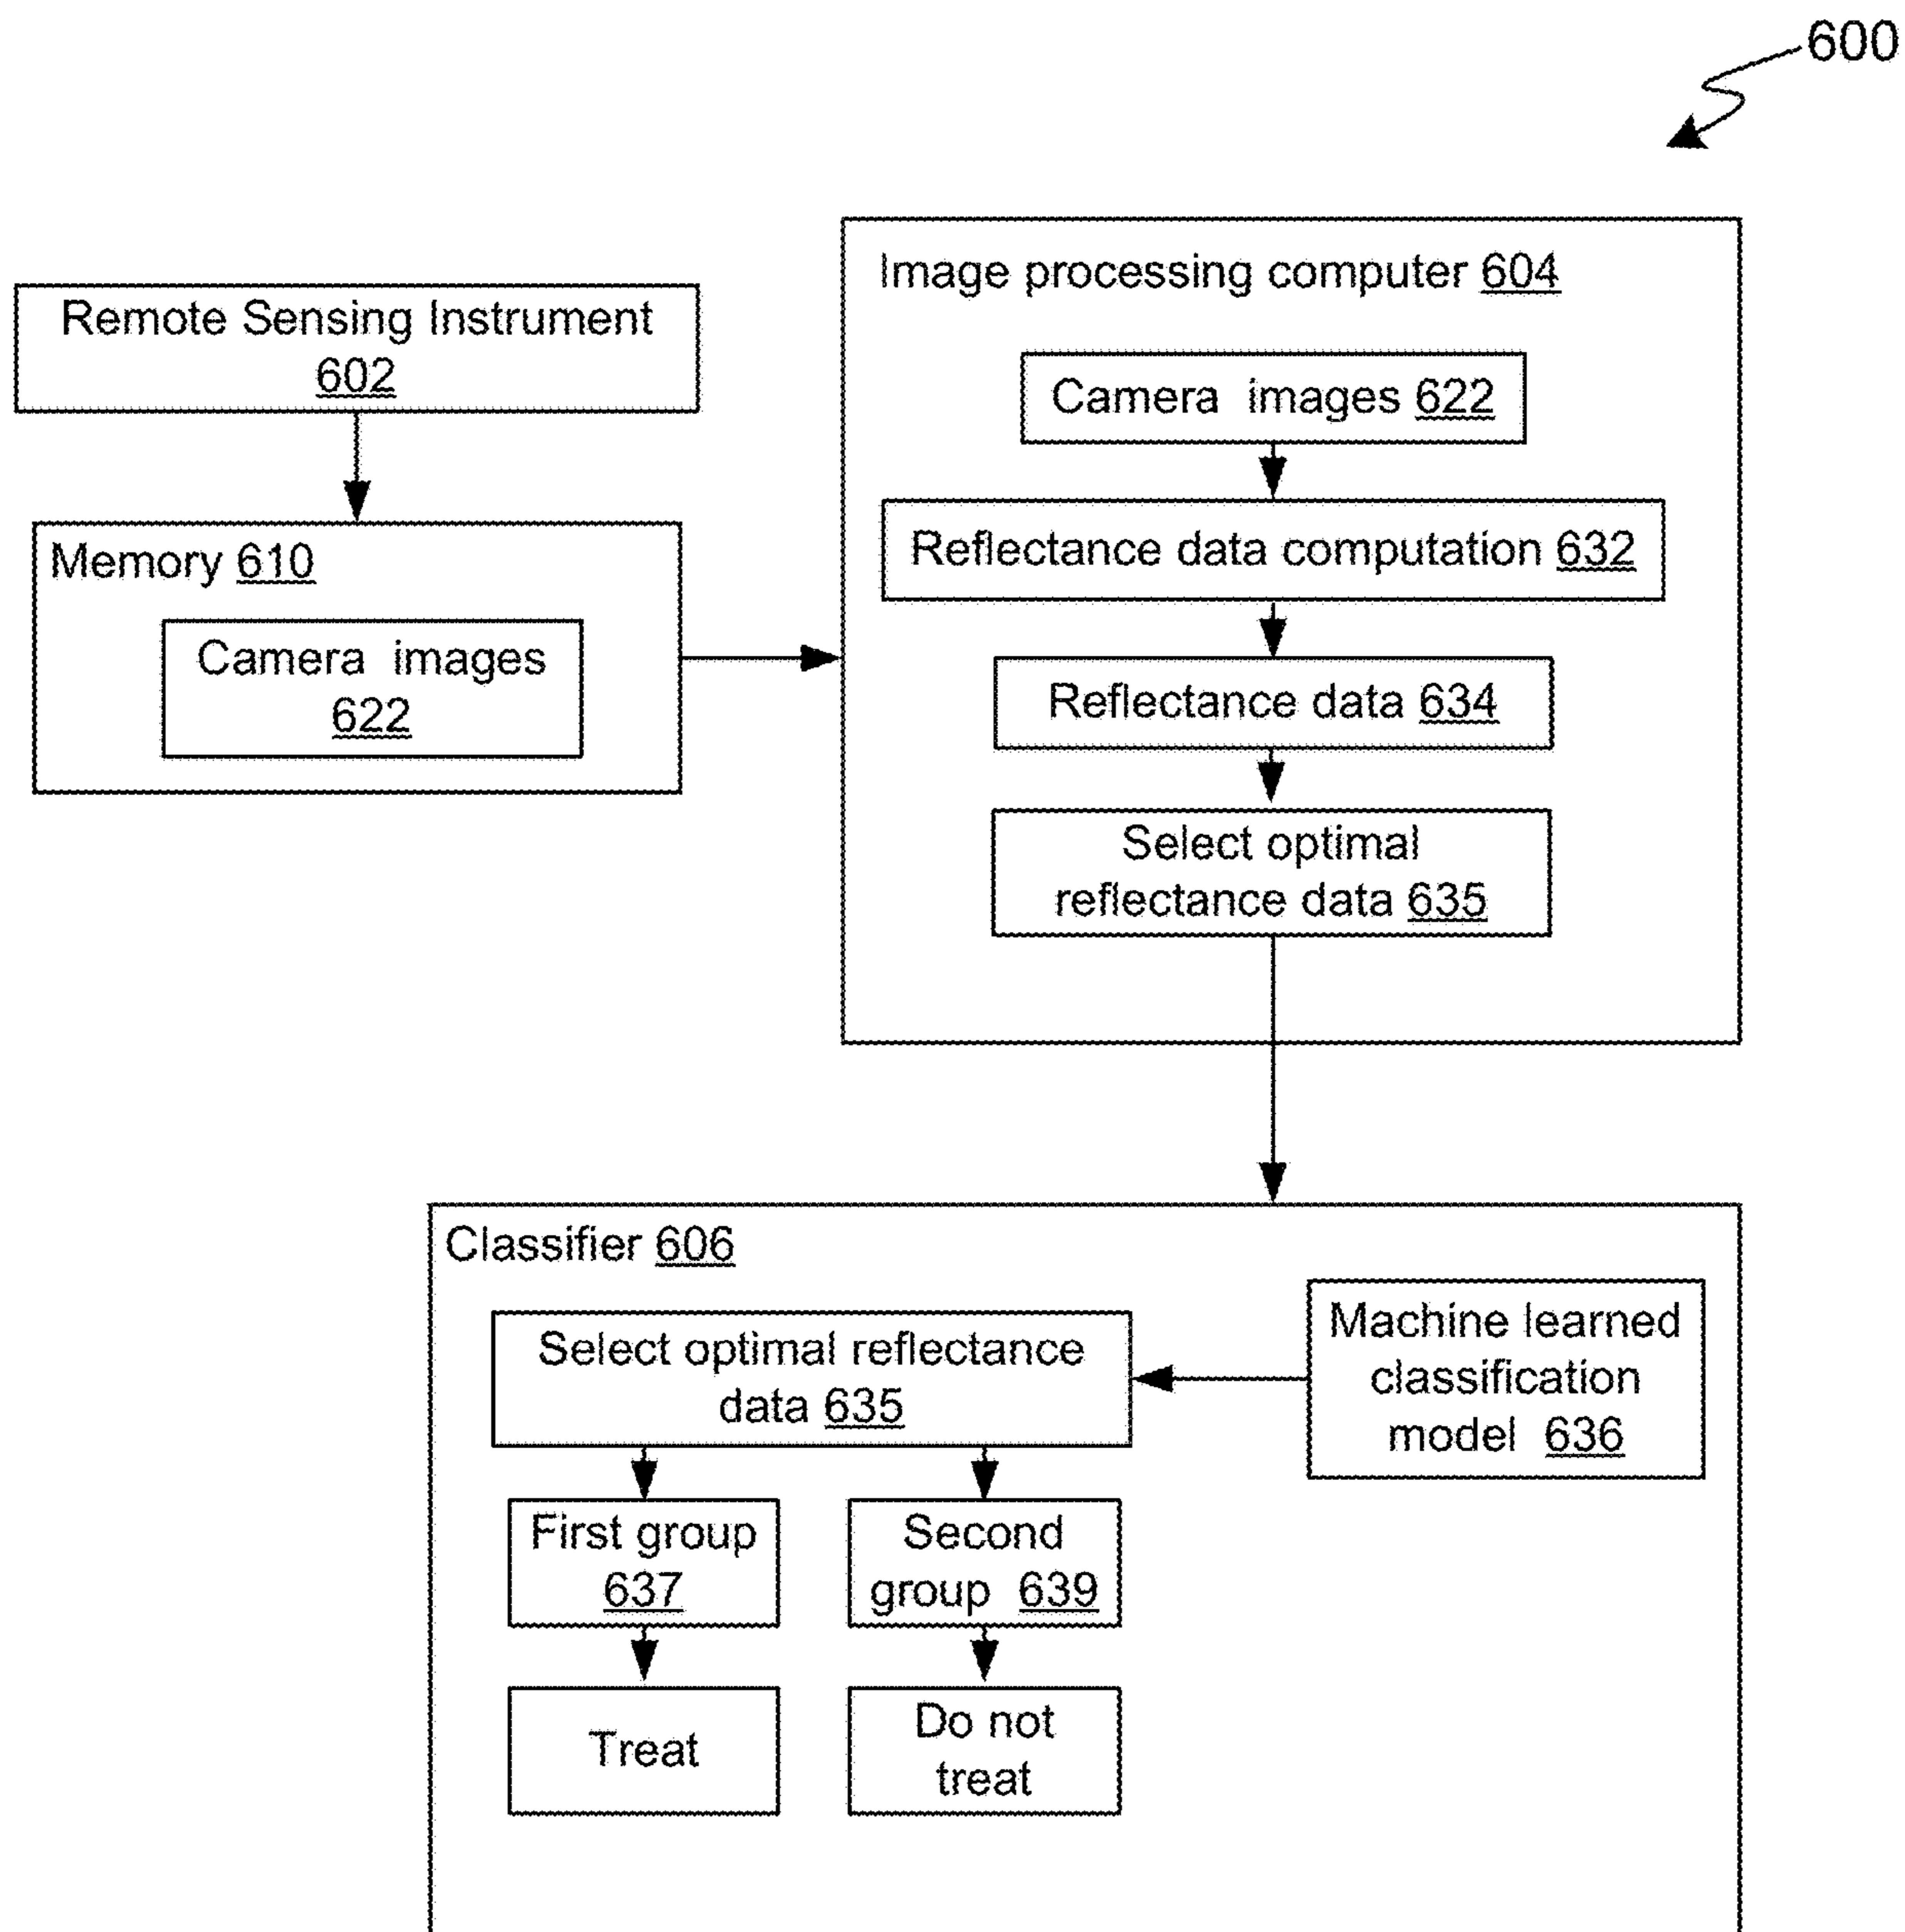 600
Remote Sensing Instrument
602
Memory 610
Camera images
622
Image processing computer 604
Camera images 622
Reflectance data computation 632
Reflectance data 634
Select optimal
reflectance data 635
Classifier 606
Select optimal reflectance
data 635
Machine learned
classification
model 636
First group
637
Second
group 639
Treat
Do not
treat